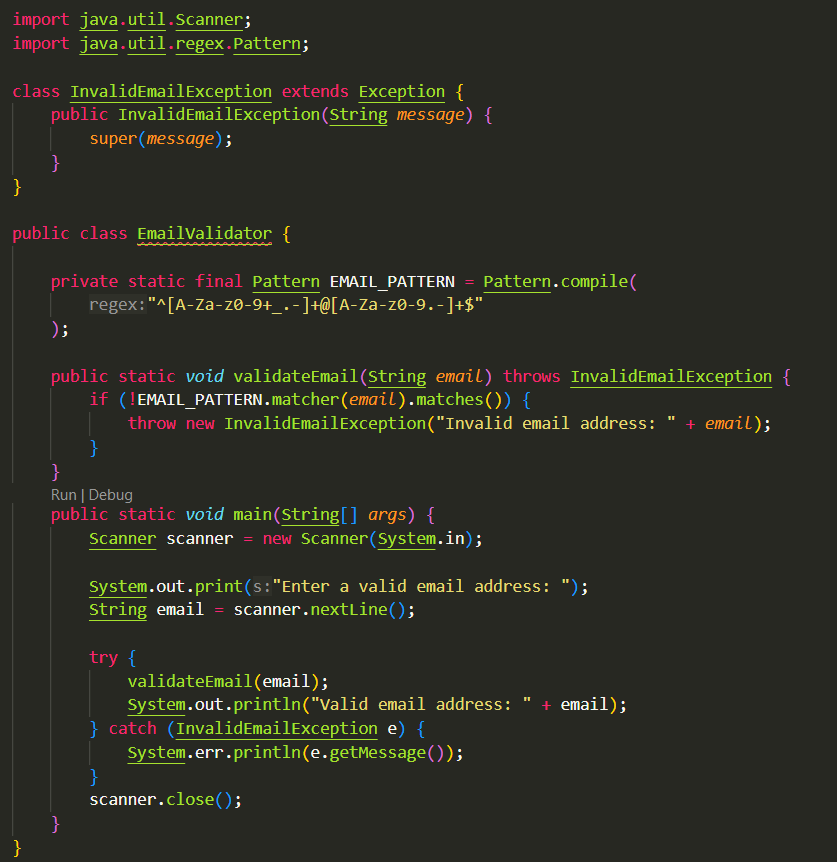 import java.util.Scanner;
import java.util.regex.Pattern;
class InvalidEmailException extends Exception {
    public InvalidEmailException(String message) {
        super(message);
    }
}
public class EmailValidator {
    private static final Pattern EMAIL_PATTERN = Pattern.compile(
        regex:"^[A-Za-z0-9+_.-]+@[A-Za-z0-9.-]+$"
    );
    public static void validateEmail(String email) throws InvalidEmailException {
        if (!EMAIL_PATTERN.matcher(email).matches()) {
            throw new InvalidEmailException("Invalid email address: " + email);
        }
    }
    Run | Debug
    public static void main(String[] args) {
        Scanner scanner = new Scanner(System.in);
        System.out.print(s:"Enter a valid email address: ");
        String email = scanner.nextLine();
        try {
            validateEmail(email);
            System.out.println("Valid email address: " + email);
        } catch (InvalidEmailException e) {
            System.err.println(e.getMessage());
        }
        scanner.close();
    }
}